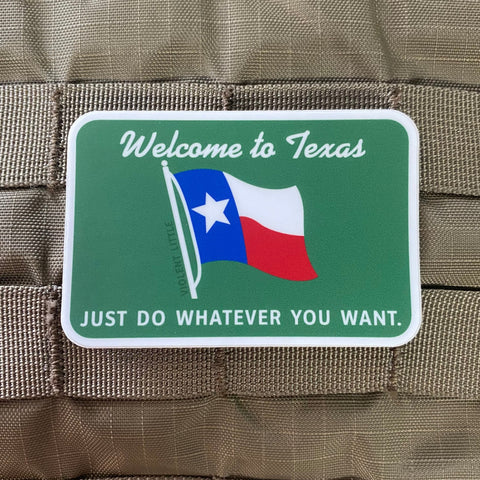 Welcome to Texas
VIOLENT LITTLE
JUST DO WHATEVER YOU WANT.